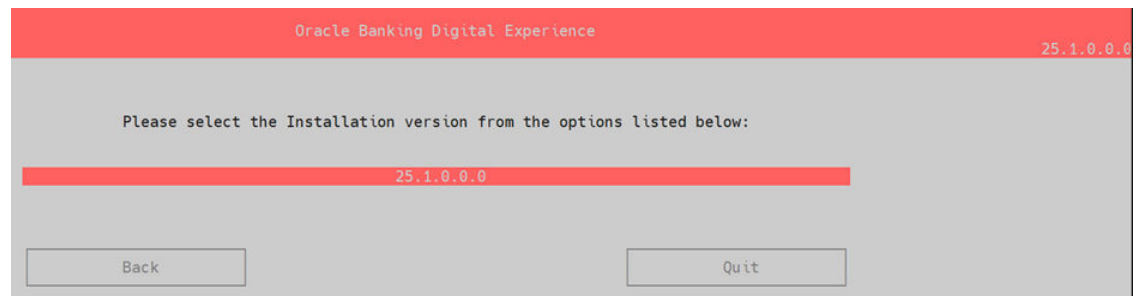 Oracle Banking Digital Experience
25.1.0.0.0
Please select the Installation version from the options listed below:
25.1.0.0.0
Back
Quit